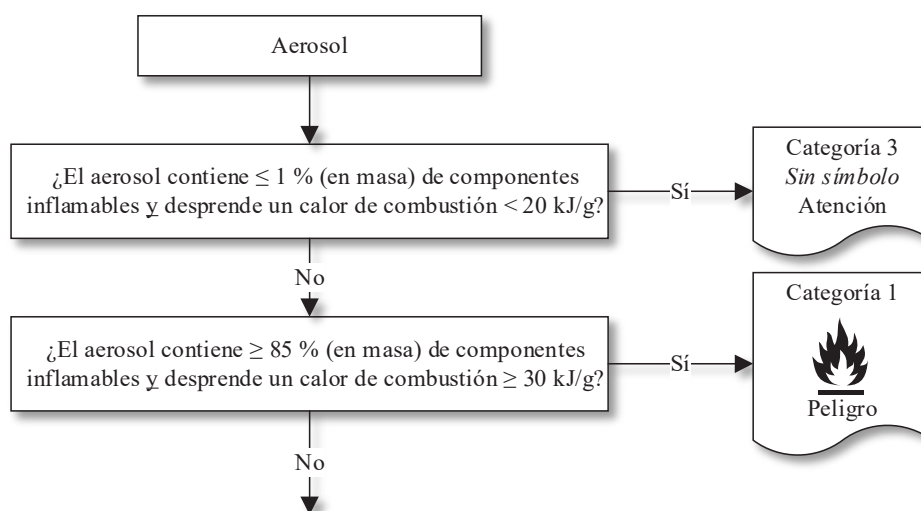 Aerosol
¿El aerosol contiene ≤ 1 % (en masa) de componentes
inflamables y desprende un calor de combustión < 20 kJ/g?
Sí
Categoría 3
Sin símbolo
Atención
No
¿El aerosol contiene ≥ 85 % (en masa) de componentes
inflamables y desprende un calor de combustión ≥ 30 kJ/g?
Sí
Categoría 1
Peligro
No